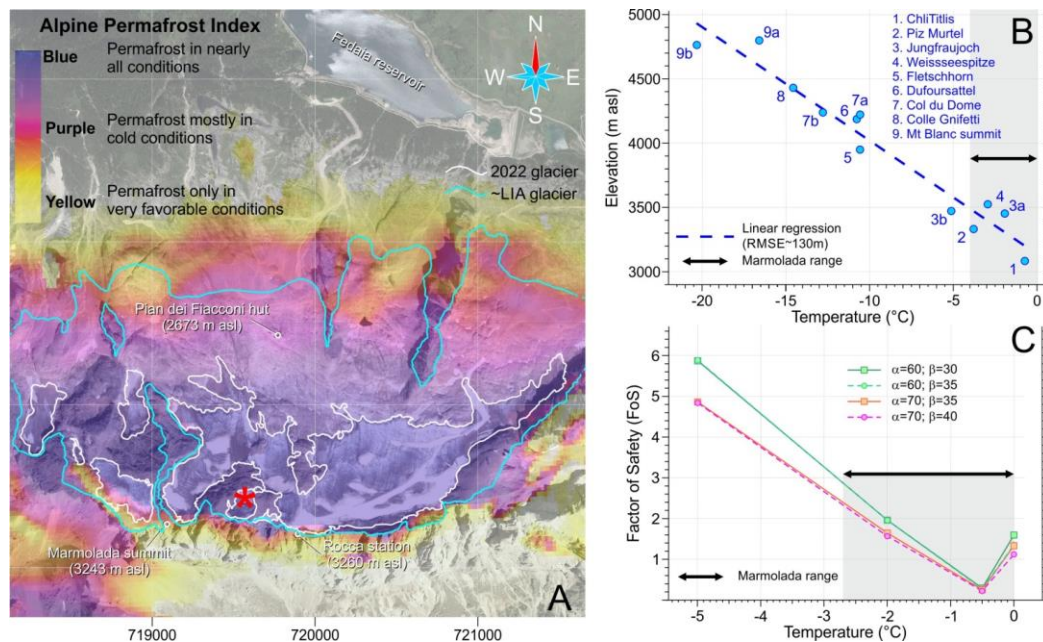 Alpine Permafrost Index
Blue
Permafrost in nearly
all conditions
Purple
Permafrost mostly in
cold conditions
Yellow
Permafrost only in
very favorable conditions
Fedaia reservoir
N
W
E
S
2022 glacier
~LIA glacier
Pian dei Fiacconi hut
(2673 m asl)
*
Marmolada summit
(3243 m asl)
Rocca station
(3260 m asl)
A
719000
720000
721000
B
Elevation (m asl)
5000
4500
4000
3500
3000
9b
9a
8
7b
6
7a
5
3b
2
4
3a
1
1. ChliTitlis
2. Piz Murtel
3. Jungfraujoch
4. Weissseespitze
5. Fletschhorn
6. Dufoursattel
7. Col du Dome
8. Colle Gnifetti
9. Mt Blanc summit
Linear regression
(RMSE~130m)
Marmolada range
-20
-15
-10
-5
0
Temperature (°C)
C
Factor of Safety (FoS)
6
5
4
3
2
1
α=60; β=30
α=60; β=35
α=70; β=35
α=70; β=40
Marmolada range
-5
-4
-3
-2
-1
0
Temperature (°C)